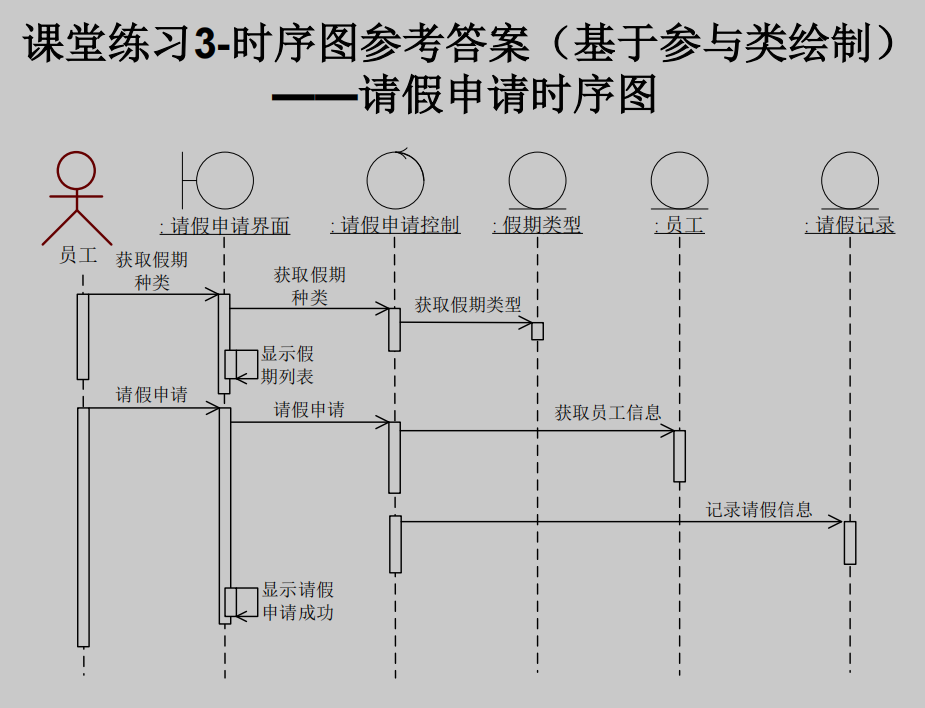 课堂练习3-时序图参考答案（基于参与类绘制）
——请假申请时序图
: 请假申请界面
: 请假申请控制
: 假期类型
: 员工
: 请假记录
员工
获取假期
种类
获取假期
种类
获取假期类型
显示假
期列表
请假申请
请假申请
获取员工信息
记录请假信息
显示请假
申请成功